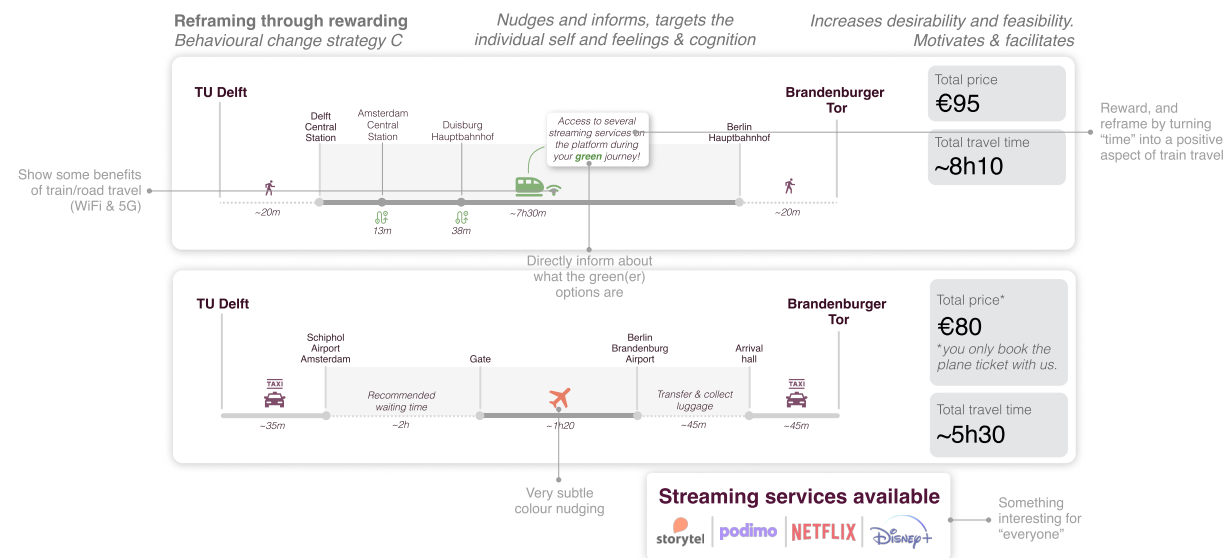 Reframing through rewarding
Behavioural change strategy C
Nudges and informs, targets the
individual self and feelings & cognition
Increases desirability and feasibility.
Motivates & facilitates
TU Delft
Delft
Central
Station
Amsterdam
Central
Station
Duisburg
Hauptbahnhof
Access to several
streaming services on
the platform during
your green journey!
Berlin
Hauptbahnhof
Brandenburger
Tor
Total price
€95
Total travel time
~8h10
Reward, and
reframe by turning
“time” into a positive
aspect of train travel
Show some benefits
of train/road travel
(WiFi & 5G)
~20m
13m
38m
~7h30m
~20m
Directly inform about
what the green(er)
options are
TU Delft
Schiphol
Airport
Amsterdam
Gate
Berlin
Brandenburg
Airport
Arrival
hall
Brandenburger
Tor
Total price*
€80
*you only book the
plane ticket with us.
Total travel time
~5h30
TAXI
Recommended
waiting time
Transfer & collect
luggage
TAXI
~35m
~2h
~1h20
~45m
~45m
Very subtle
colour nudging
Streaming services available
storytel
podimo
NETFLIX
Disney+
Something
interesting for
“everyone”